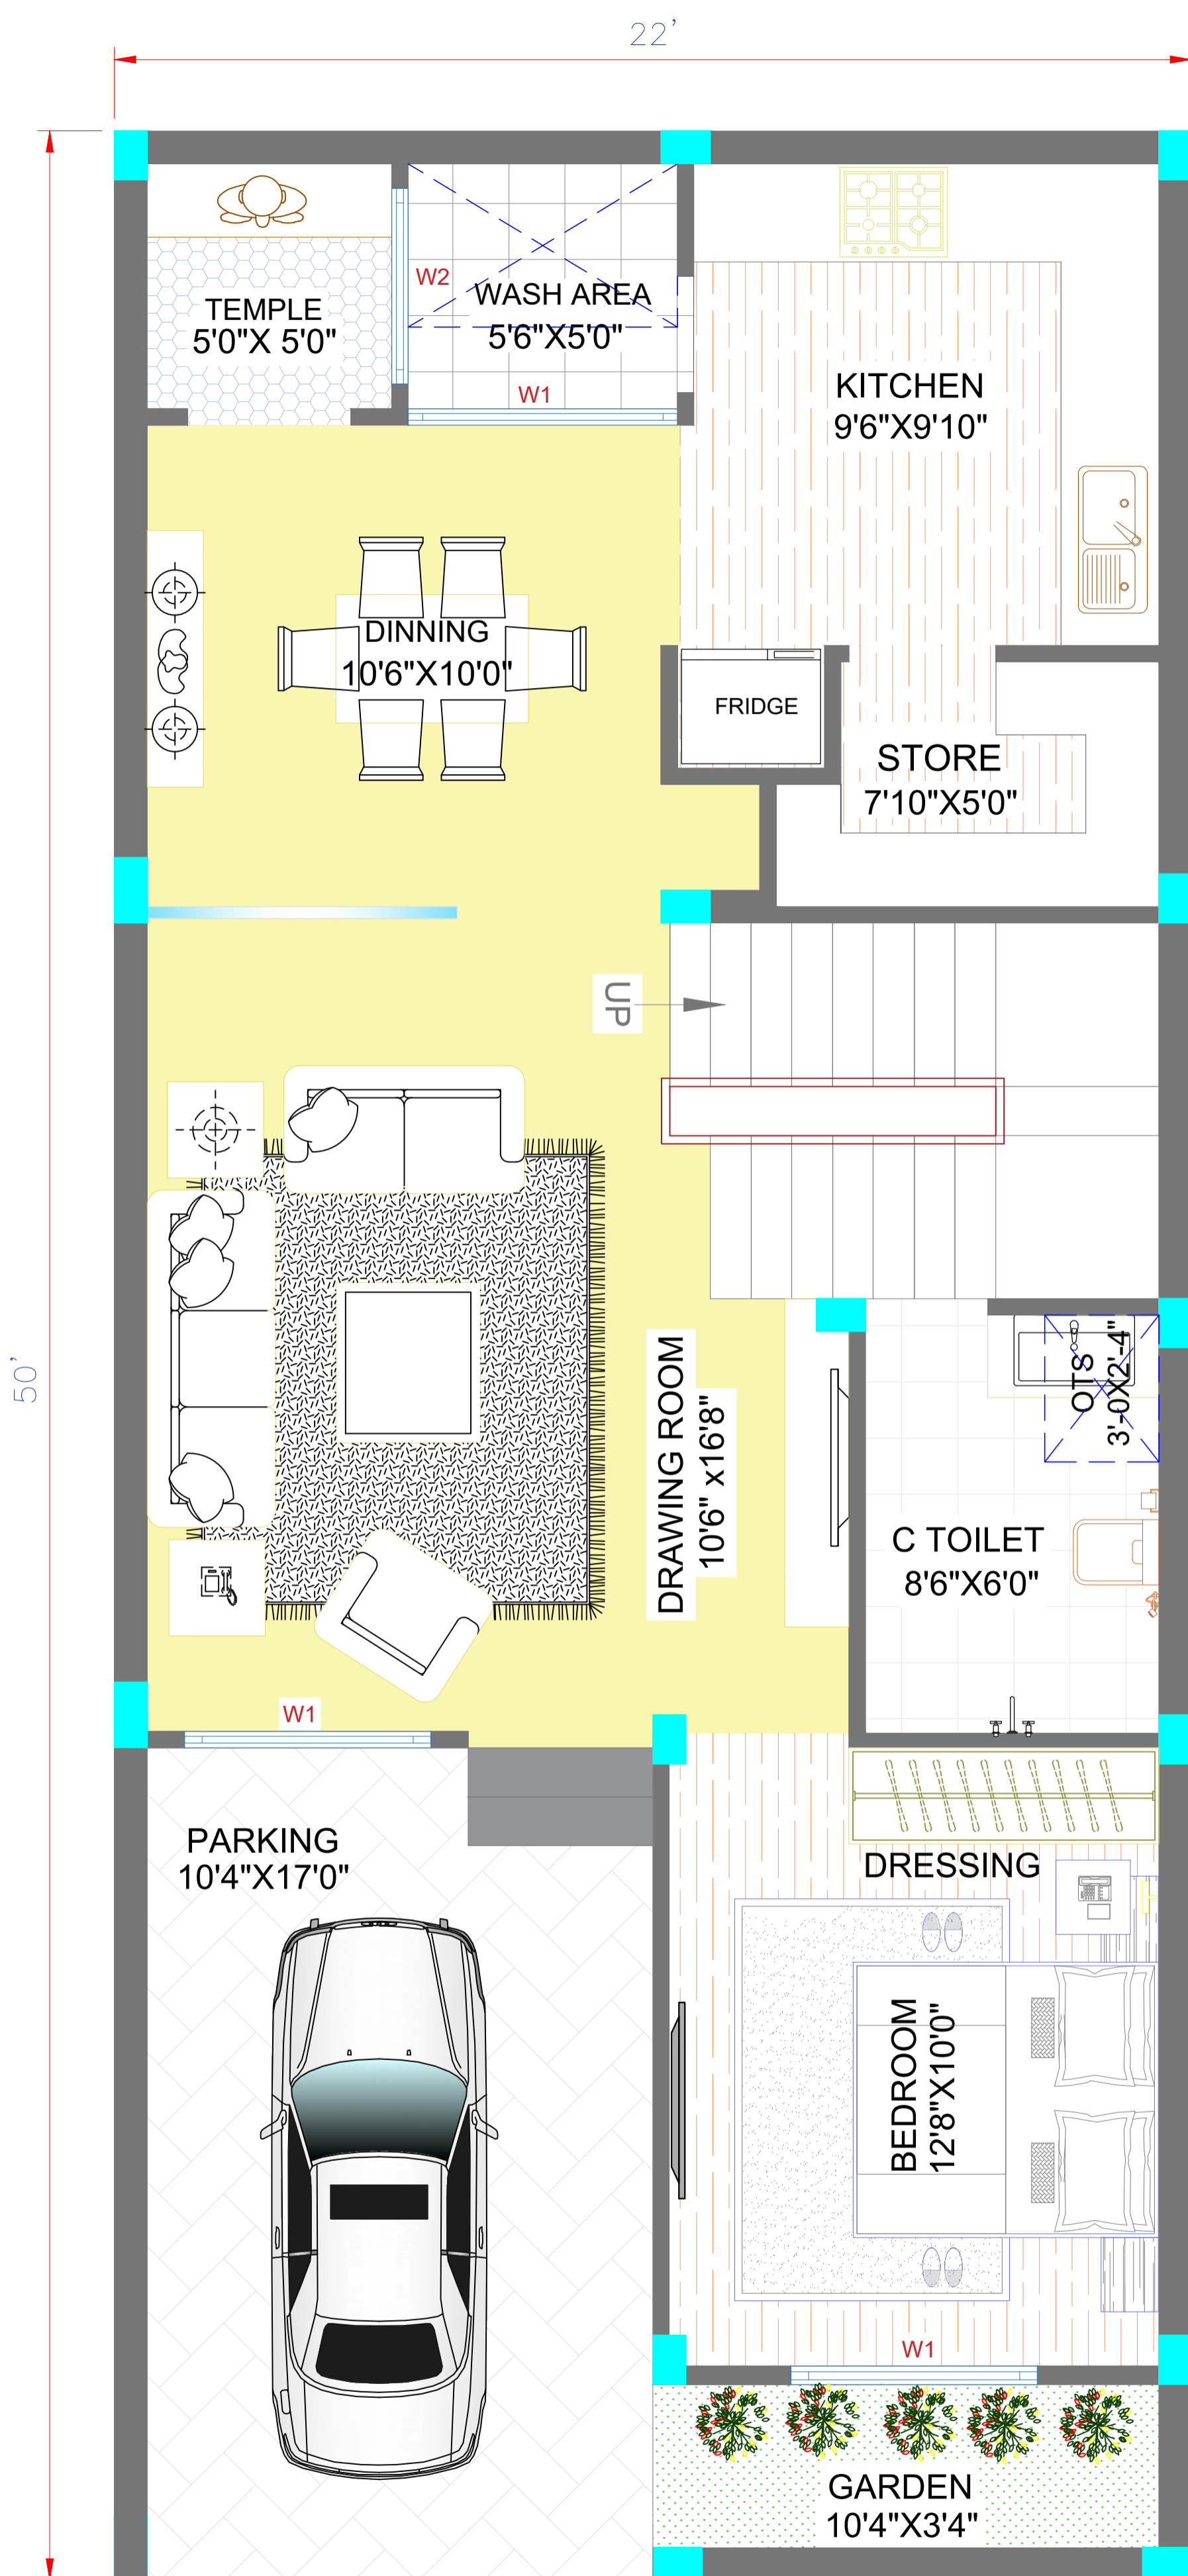 22'
50'
TEMPLE
5'0"X 5'0"
W2
WASH AREA
5'6"X5'0"
W1
KITCHEN
9'6"X9'10"
DINNING
10'6"X10'0"
FRIDGE
STORE
7'10"X5'0"
UP
DRAWING ROOM
10'6" x16'8"
OTS
3'-0X2'-4"
C TOILET
8'6"X6'0"
W1
PARKING
10'4"X17'0"
DRESSING
BEDROOM
12'8"X10'0"
W1
GARDEN
10'4"X3'4"